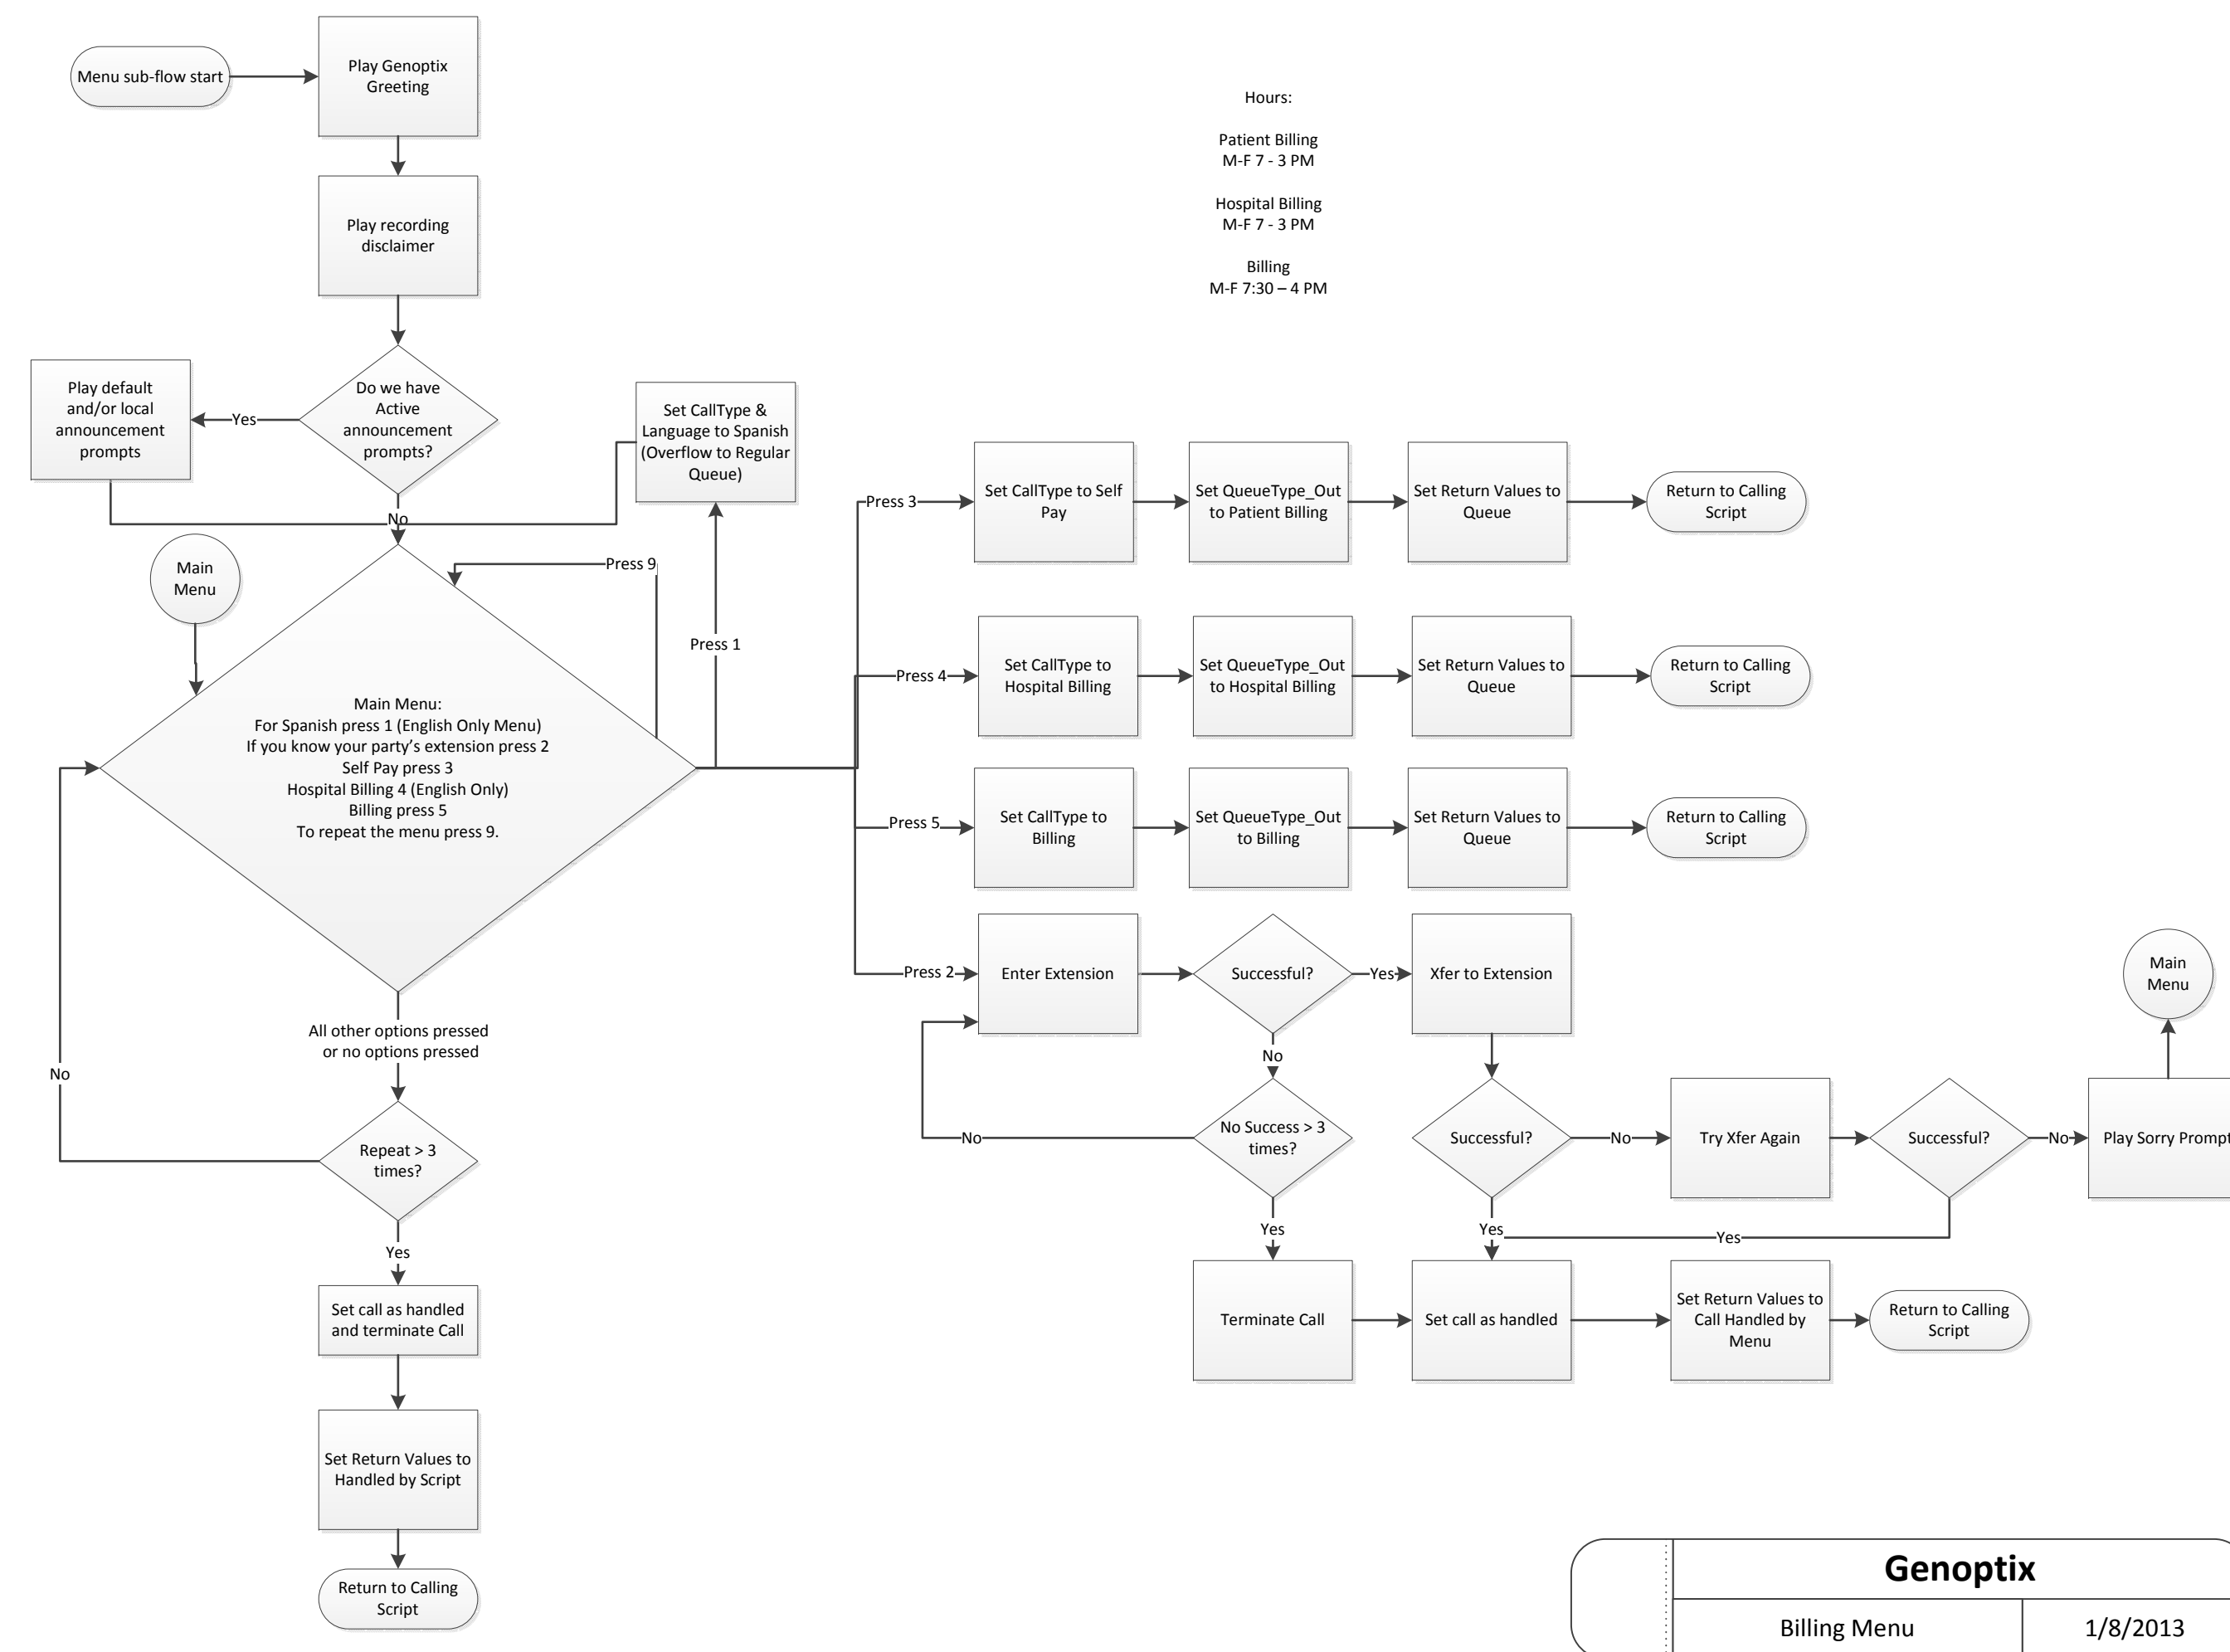 Menu sub-flow start
Play Genoptix
Greeting
Play recording
disclaimer
Do we have
Active
announcement
prompts?
Yes
Play default
and/or local
announcement
prompts
No
Main
Menu
Main Menu:
For Spanish press 1 (English Only Menu)
If you know your party's extension press 2
Self Pay press 3
Hospital Billing 4 (English Only)
Billing press 5
To repeat the menu press 9.
Press 9
Press 1
Set CallType &
Language to Spanish
(Overflow to Regular
Queue)
All other options pressed
or no options pressed
Repeat > 3
times?
No
Yes
Set call as handled
and terminate Call
Set Return Values to
Handled by Script
Return to Calling
Script
Hours:
Patient Billing
M-F 7 - 3 PM
Hospital Billing
M-F 7 - 3 PM
Billing
M-F 7:30 – 4 PM
Press 3
Set CallType to Self
Pay
Set QueueType_Out
to Patient Billing
Set Return Values to
Queue
Return to Calling
Script
Press 4
Set CallType to
Hospital Billing
Set QueueType_Out
to Hospital Billing
Set Return Values to
Queue
Return to Calling
Script
Press 5
Set CallType to
Billing
Set QueueType_Out
to Billing
Set Return Values to
Queue
Return to Calling
Script
Press 2
Enter Extension
Successful?
Yes
Xfer to Extension
No
No Success > 3
times?
No
Yes
Terminate Call
Successful?
No
Try Xfer Again
Successful?
No
Play Sorry Prompt
Main
Menu
Yes
Yes
Set call as handled
Set Return Values to
Call Handled by
Menu
Return to Calling
Script
Genoptix
Billing Menu
1/8/2013